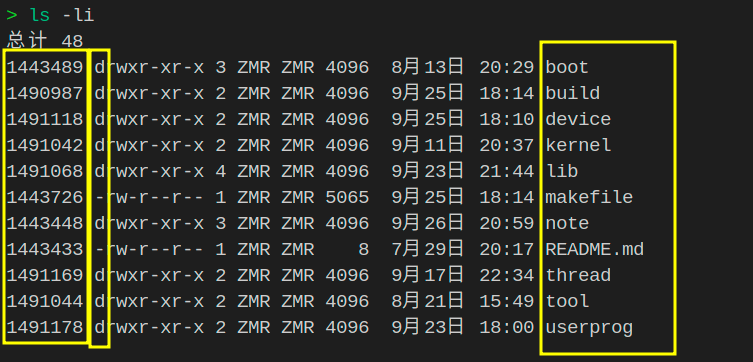 > ls -li
总计 48
1443489 drwxr-xr-x 3 ZMR ZMR 4096 8月13日 20:29 boot
1490987 drwxr-xr-x 2 ZMR ZMR 4096 9月25日 18:14 build
1491118 drwxr-xr-x 2 ZMR ZMR 4096 9月25日 18:10 device
1491042 drwxr-xr-x 2 ZMR ZMR 4096 9月11日 20:37 kernel
1491068 drwxr-xr-x 4 ZMR ZMR 4096 9月23日 21:44 lib
1443726 -rw-r--r-- 1 ZMR ZMR 5065 9月25日 18:14 makefile
1443448 drwxr-xr-x 3 ZMR ZMR 4096 9月26日 20:59 note
1443433 -rw-r--r-- 1 ZMR ZMR 8 7月29日 20:17 README.md
1491169 drwxr-xr-x 2 ZMR ZMR 4096 9月17日 22:34 thread
1491044 drwxr-xr-x 2 ZMR ZMR 4096 8月21日 15:49 tool
1491178 drwxr-xr-x 2 ZMR ZMR 4096 9月23日 18:00 userprog